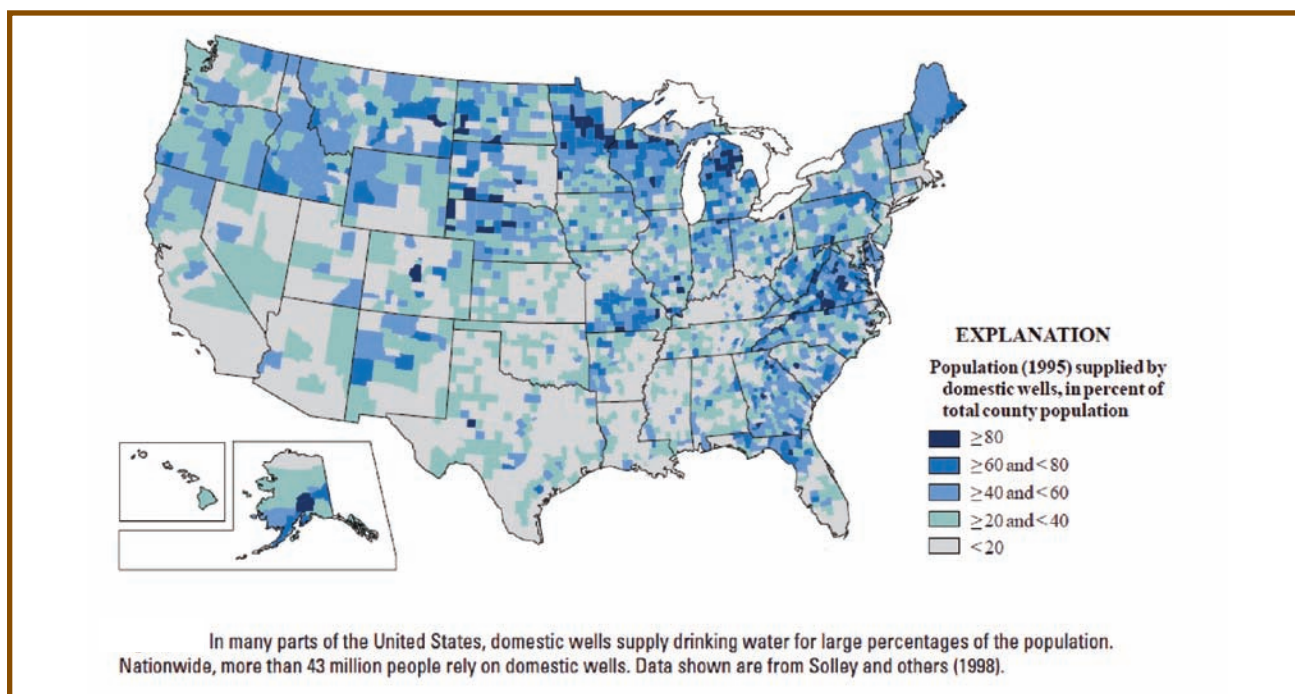 EXPLANATION
Population (1995) supplied by
domestic wells, in percent of
total county population
≥80
≥60 and <80
≥40 and <60
≥20 and <40
<20
In many parts of the United States, domestic wells supply drinking water for large percentages of the population.
Nationwide, more than 43 million people rely on domestic wells. Data shown are from Solley and others (1998).